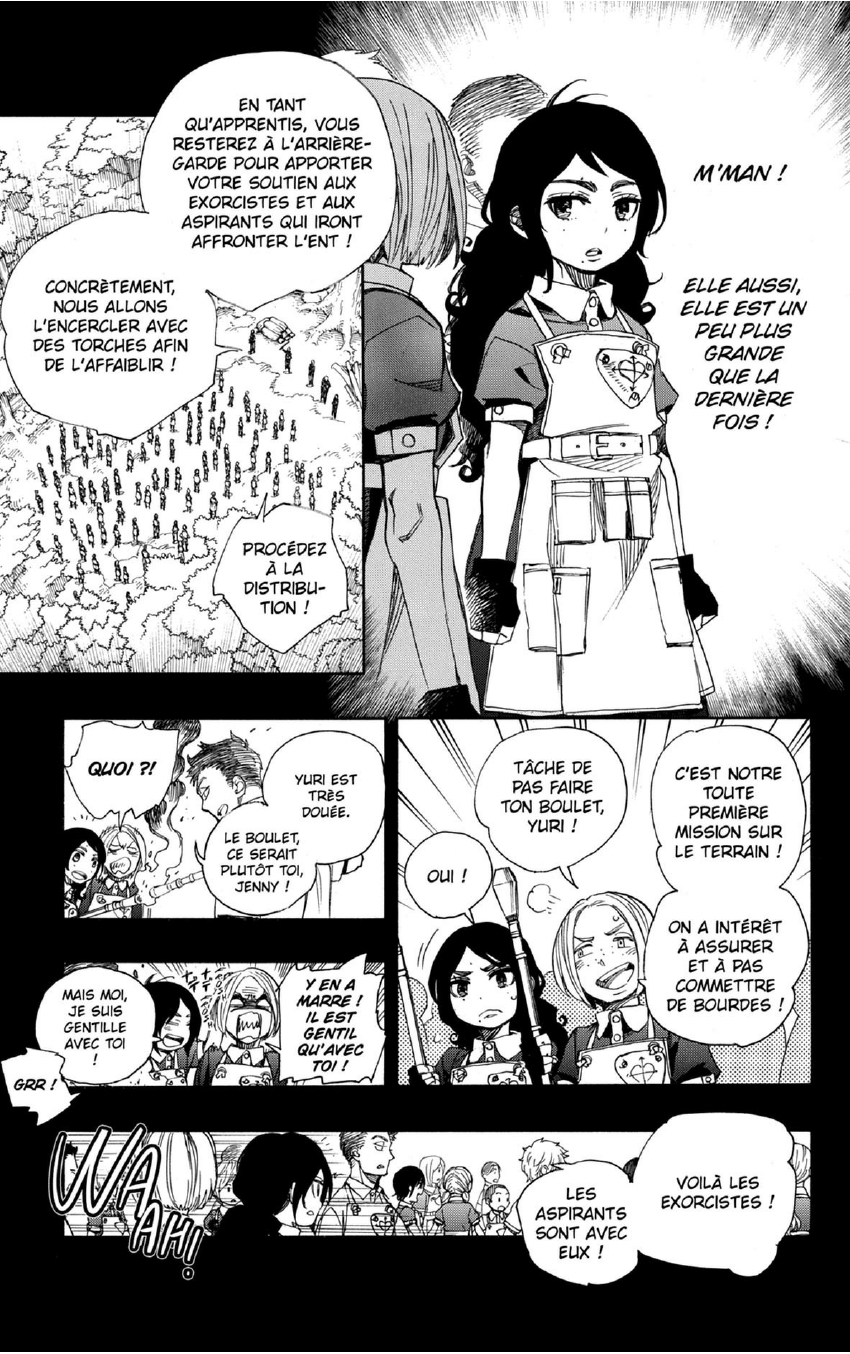 M'MAN !
ELLE AUSSI,
ELLE EST UN
PEU PLUS
GRANDE
QUE LA
DERNIÈRE
FOIS !
EN TANT
QU'APPRENTIS, VOUS
RESTEREZ À L'ARRIÈRE-
GARDE POUR APPORTER
VOTRE SOUTIEN AUX
EXORCISTES ET AUX
ASPIRANTS QUI IRONT
AFFRONTER L'ENT !
CONCRÈTEMENT,
NOUS ALLONS
L'ENCERCLER AVEC
DES TORCHES AFIN
DE L'AFFAIBLIR !
PROCÉDEZ
À LA
DISTRIBU-
TION !
C'EST NOTRE
TOUTE
PREMIÈRE
MISSION SUR
LE TERRAIN !
ON A INTÉRÊT
À ASSURER
ET À PAS
COMMETTRE
DE BOURDES !
TÂCHE DE
PAS FAIRE
TON BOULET,
YURI !
OUI !
YURI EST
TRÈS
DOUÉE.
LE BOULET,
CE SERAIT
PLUTÔT TOI,
JENNY !
QUOI ?!
Y EN A
MARRE !
IL EST
GENTIL
QU'AVEC
TOI !
MAIS MOI,
JE SUIS
GENTILLE
AVEC TOI
!
GRR !
VOILÀ LES
EXORCISTES !
LES
ASPIRANTS
SONT AVEC
EUX !
WA
AH!